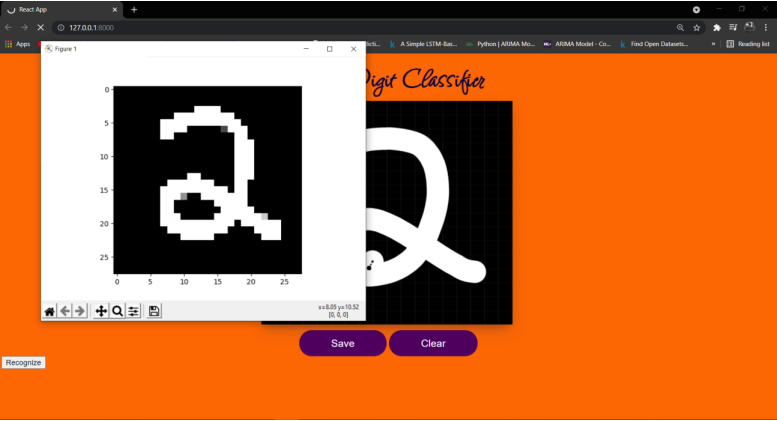 React App
127.0.0.1:8000
Apps
A Simple LSTM-Bas...
Python | ARIMA Mo...
ARIMA Model - Co...
Find Open Datasets...
»
Reading list
Figure 1
Digit Classifier
0
5
10
15
20
25
0 5 10 15 20 25
x=8.05 y=10.52
[0, 0, 0]
2
Save
Clear
Recognize